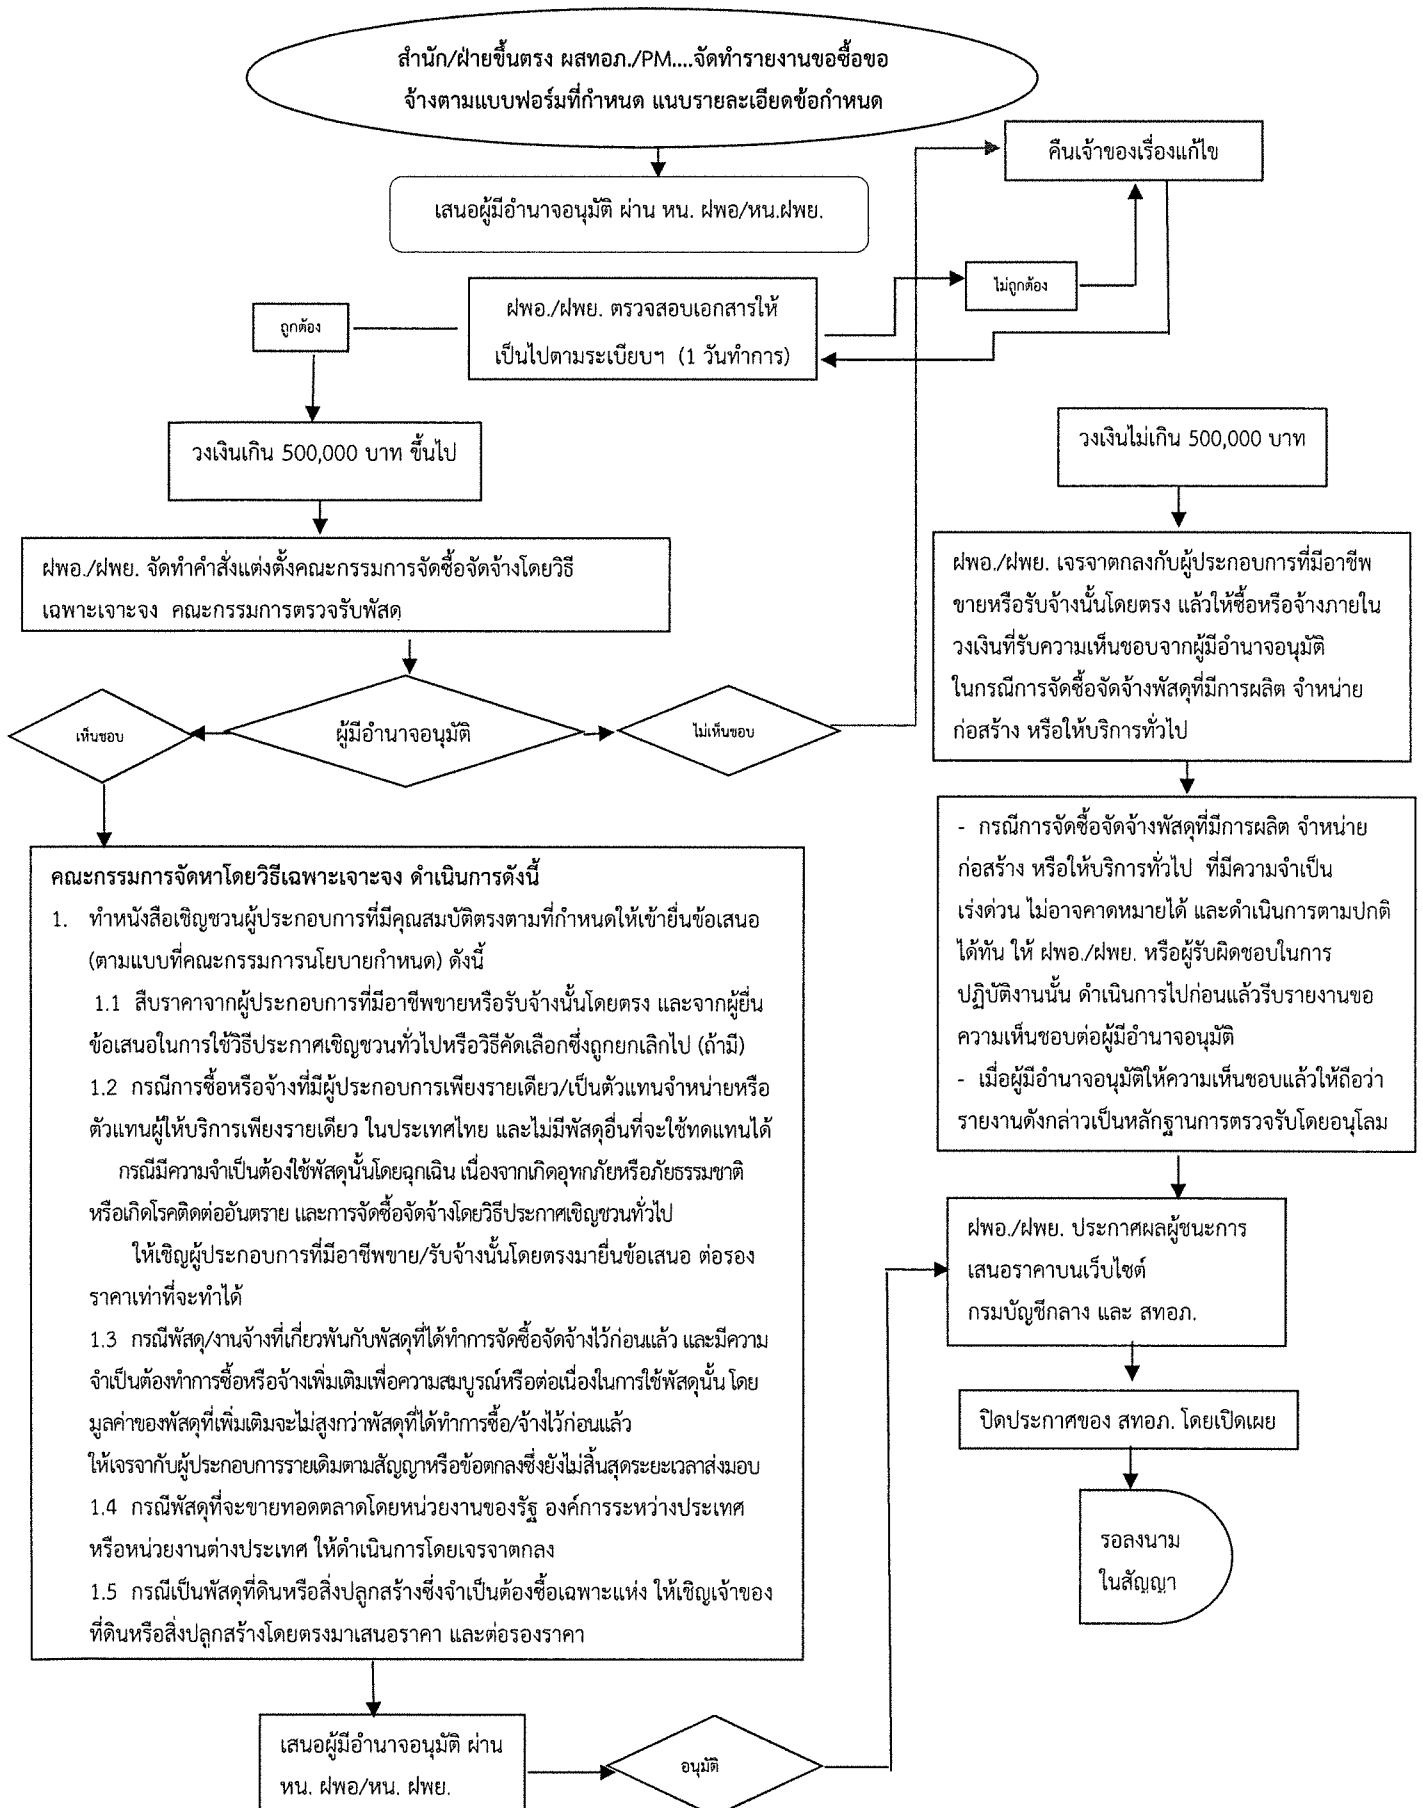 สำนัก/ฝ่ายขึ้นตรง ผสทอภ./PM....จัดทำรายงานขอซื้อขอ
จ้างตามแบบฟอร์มที่กำหนด แนบรายละเอียดข้อกำหนด
คืนเจ้าของเรื่องแก้ไข
เสนอผู้มีอำนาจอนุมัติ ผ่าน หน. ฝพอ/หน.ฝพย.
ไม่ถูกต้อง
ถูกต้อง
ฝพอ./ฝพย. ตรวจสอบเอกสารให้
เป็นไปตามระเบียบฯ (1 วันทำการ)
วงเงินเกิน 500,000 บาท ขึ้นไป
วงเงินไม่เกิน 500,000 บาท
ฝพอ./ฝพย. จัดทำคำสั่งแต่งตั้งคณะกรรมการจัดซื้อจัดจ้างโดยวิธี
เฉพาะเจาะจง คณะกรรมการตรวจรับพัสดุ
ฝพอ./ฝพย. เจรจาตกลงกับผู้ประกอบการที่มีอาชีพ
ขายหรือรับจ้างนั้นโดยตรง แล้วให้ซื้อหรือจ้างภายใน
วงเงินที่รับความเห็นชอบจากผู้มีอำนาจอนุมัติ
ในกรณีการจัดซื้อจัดจ้างพัสดุที่มีการผลิต จำหน่าย
ก่อสร้าง หรือให้บริการทั่วไป
เห็นชอบ
ผู้มีอำนาจอนุมัติ
ไม่เห็นชอบ
- กรณีการจัดซื้อจัดจ้างพัสดุที่มีการผลิต จำหน่าย
ก่อสร้าง หรือให้บริการทั่วไป ที่มีความจำเป็น
เร่งด่วน ไม่อาจคาดหมายได้ และดำเนินการตามปกติ
ได้ทัน ให้ ฝพอ./ฝพย. หรือผู้รับผิดชอบในการ
ปฏิบัติงานนั้น ดำเนินการไปก่อนแล้วรีบรายงานขอ
ความเห็นชอบต่อผู้มีอำนาจอนุมัติ
- เมื่อผู้มีอำนาจอนุมัติให้ความเห็นชอบแล้วให้ถือว่า
รายงานดังกล่าวเป็นหลักฐานการตรวจรับโดยอนุโลม
คณะกรรมการจัดหาโดยวิธีเฉพาะเจาะจง ดำเนินการดังนี้
1. ทำหนังสือเชิญชวนผู้ประกอบการที่มีคุณสมบัติตรงตามที่กำหนดให้เข้ายื่นข้อเสนอ
(ตามแบบที่คณะกรรมการนโยบายกำหนด) ดังนี้
1.1 สืบราคาจากผู้ประกอบการที่มีอาชีพขายหรือรับจ้างนั้นโดยตรง และจากผู้ยื่น
ข้อเสนอในการใช้วิธีประกาศเชิญชวนทั่วไปหรือวิธีคัดเลือกซึ่งถูกยกเลิกไป (ถ้ามี)
1.2 กรณีการซื้อหรือจ้างที่มีผู้ประกอบการเพียงรายเดียว/เป็นตัวแทนจำหน่ายหรือ
ตัวแทนผู้ให้บริการเพียงรายเดียว ในประเทศไทย และไม่มีพัสดุอื่นที่จะใช้ทดแทนได้
กรณีมีความจำเป็นต้องใช้พัสดุนั้นโดยฉุกเฉิน เนื่องจากเกิดอุทกภัยหรือภัยธรรมชาติ
หรือเกิดโรคติดต่ออันตราย และการจัดซื้อจัดจ้างโดยวิธีประกาศเชิญชวนทั่วไป
ให้เชิญผู้ประกอบการที่มีอาชีพขาย/รับจ้างนั้นโดยตรงมายื่นข้อเสนอ ต่อรอง
ราคาเท่าที่จะทำได้
1.3 กรณีพัสดุ/งานจ้างที่เกี่ยวพันกับพัสดุที่ได้ทำการจัดซื้อจัดจ้างไว้ก่อนแล้ว และมีความ
จำเป็นต้องทำการซื้อหรือจ้างเพิ่มเติมเพื่อความสมบูรณ์หรือต่อเนื่องในการใช้พัสดุนั้น โดย
มูลค่าของพัสดุที่เพิ่มเติมจะไม่สูงกว่าพัสดุที่ได้ทำการซื้อ/จ้างไว้ก่อนแล้ว
ให้เจรจากับผู้ประกอบการรายเดิมตามสัญญาหรือข้อตกลงซึ่งยังไม่สิ้นสุดระยะเวลาส่งมอบ
1.4 กรณีพัสดุที่จะขายทอดตลาดโดยหน่วยงานของรัฐ องค์การระหว่างประเทศ
หรือหน่วยงานต่างประเทศ ให้ดำเนินการโดยเจรจาตกลง
1.5 กรณีเป็นพัสดุที่ดินหรือสิ่งปลูกสร้างซึ่งจำเป็นต้องซื้อเฉพาะแห่ง ให้เชิญเจ้าของ
ที่ดินหรือสิ่งปลูกสร้างโดยตรงมาเสนอราคา และต่อรองราคา
ฝพอ./ฝพย. ประกาศผลผู้ชนะการ
เสนอราคาบนเว็บไซต์
กรมบัญชีกลาง และ สทอภ.
ปิดประกาศของ สทอภ. โดยเปิดเผย
รอลงนาม
ในสัญญา
เสนอผู้มีอำนาจอนุมัติ ผ่าน
หน. ฝพอ/หน. ฝพย.
อนุมัติ